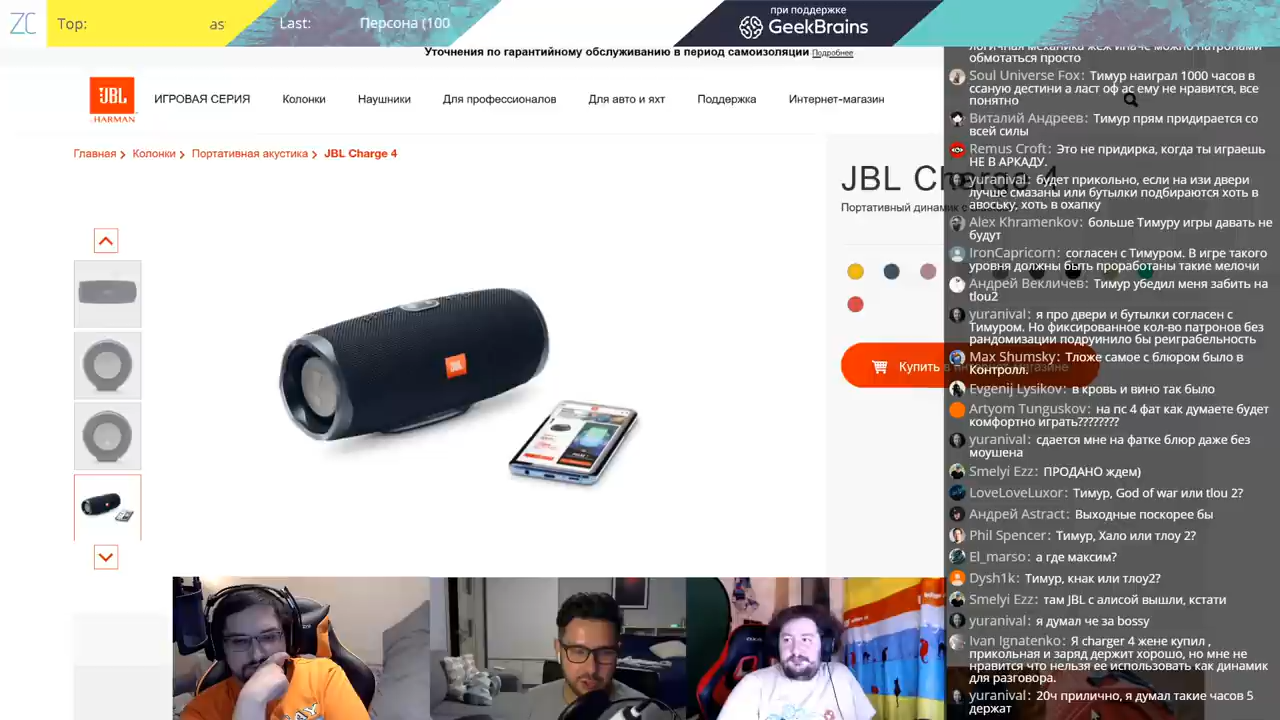 ZC
Top:
as
Last:
Персона (100
при поддержке
GeekBrains
Уточнения по гарантийному обслуживанию в период самоизоляции Подробнее
JBL
HARMAN
ИГРОВАЯ СЕРИЯ
Колонки
Наушники
Для профессионалов
Для авто и яхт
Поддержка
Интернет-магазин
Главная
Колонки
Портативная акустика
JBL Charge 4
JBL Charge 4
Портативный динамик с
Купить в интернет магазине
JBL
логичная механика жеж иначе можно патронами
обмотаться просто
Soul Universe Fox: Тимур наиграл 1000 часов в
ссаную дестини а ласт оф ас ему не нравится, все
понятно
Виталий Андреев: Тимур прям придирается со
всей силы
Remus Croft: Это не придирка, когда ты играешь
НЕ В АРКАДУ.
yuranival: будет прикольно, если на изи двери
лучше смазаны или бутылки подбираются хоть в
авоську, хоть в охапку
Alex Khramenkov: больше Тимуру игры давать не
будут
IronCapricorn: согласен с Тимуром. В игре такого
уровня должны быть проработаны такие мелочи
Андрей Векличев: Тимур убедил меня забить на
tlou2
yuranival: я про двери и бутылки согласен с
Тимуром. Но фиксированное кол-во патронов без
рандомизации подруинило бы реиграбельность
Max Shumsky: Тложе самое с блюром было в
Контролл.
Evgenij Lysikov: в кровь и вино так было
Artyom Tunguskov: на пс 4 фат как думаете будет
комфортно играть????????
yuranival: сдается мне на фатке блюр даже без
моушена
Smelyi Ezz: ПРОДАНО ждем)
LoveLoveLuxor: Тимур, God of war или tlou 2?
Андрей Astract: Выходные поскорее бы
Phil Spencer: Тимур, Хало или тлоу 2?
El_marso: а где максим?
Dysh1k: Тимур, кнак или тлоу2?
Smelyi Ezz: там JBL с алисой вышли, кстати
yuranival: я думал че за bossy
Ivan Ignatenko: Я charger 4 жене купил ,
прикольная и заряд держит хорошо, но мне не
нравится что нельзя ее использовать как динамик
для разговора.
yuranival: 20ч прилично, я думал такие часов 5
держат